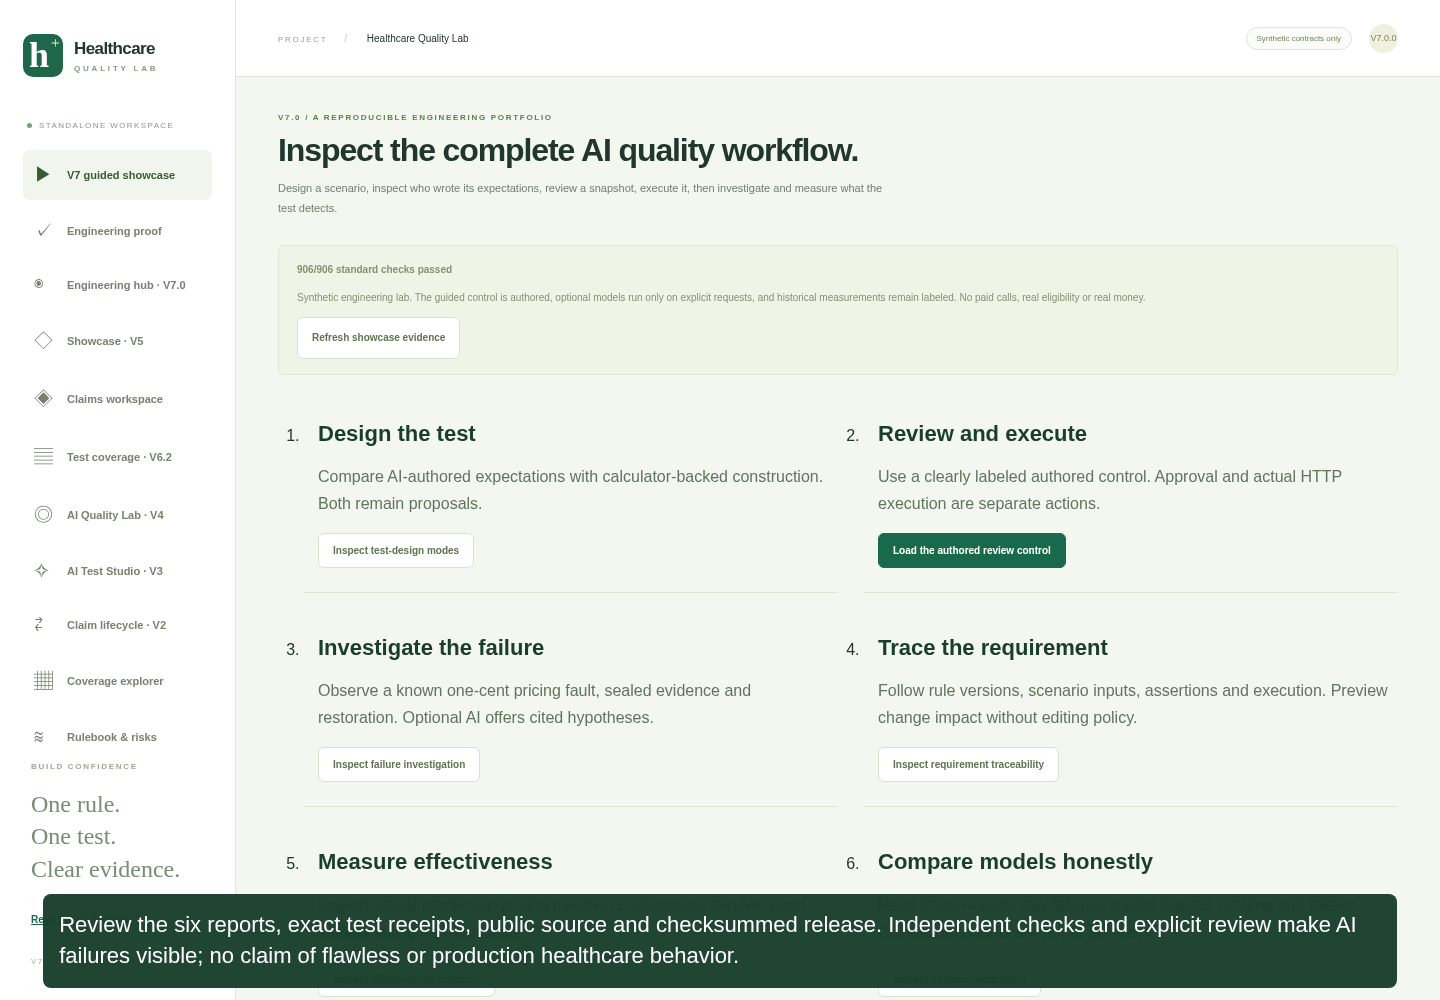 h+
Healthcare
QUALITY LAB
STANDALONE WORKSPACE
V7 guided showcase
Engineering proof
Engineering hub · V7.0
Showcase · V5
Claims workspace
Test coverage · V6.2
AI Quality Lab · V4
AI Test Studio · V3
Claim lifecycle · V2
Coverage explorer
Rulebook & risks
BUILD CONFIDENCE
One rule.
One test.
Clear evidence.
PROJECT / Healthcare Quality Lab
Synthetic contracts only
V7.0.0
V7.0 / A REPRODUCIBLE ENGINEERING PORTFOLIO
Inspect the complete AI quality workflow.
Design a scenario, inspect who wrote its expectations, review a snapshot, execute it, then investigate and measure what the
test detects.
906/906 standard checks passed
Synthetic engineering lab. The guided control is authored, optional models run only on explicit requests, and historical measurements remain labeled. No paid calls, real eligibility or real money.
Refresh showcase evidence
1. Design the test
Compare AI-authored expectations with calculator-backed construction.
Both remain proposals.
Inspect test-design modes
2. Review and execute
Use a clearly labeled authored control. Approval and actual HTTP
execution are separate actions.
Load the authored review control
3. Investigate the failure
Observe a known one-cent pricing fault, sealed evidence and
restoration. Optional AI offers cited hypotheses.
Inspect failure investigation
4. Trace the requirement
Follow rule versions, scenario inputs, assertions and execution. Preview
change impact without editing policy.
Inspect requirement traceability
5. Measure effectiveness
6. Compare models honestly
Review the six reports, exact test receipts, public source and checksummed release. Independent checks and explicit review make AI
failures visible; no claim of flawless or production healthcare behavior.